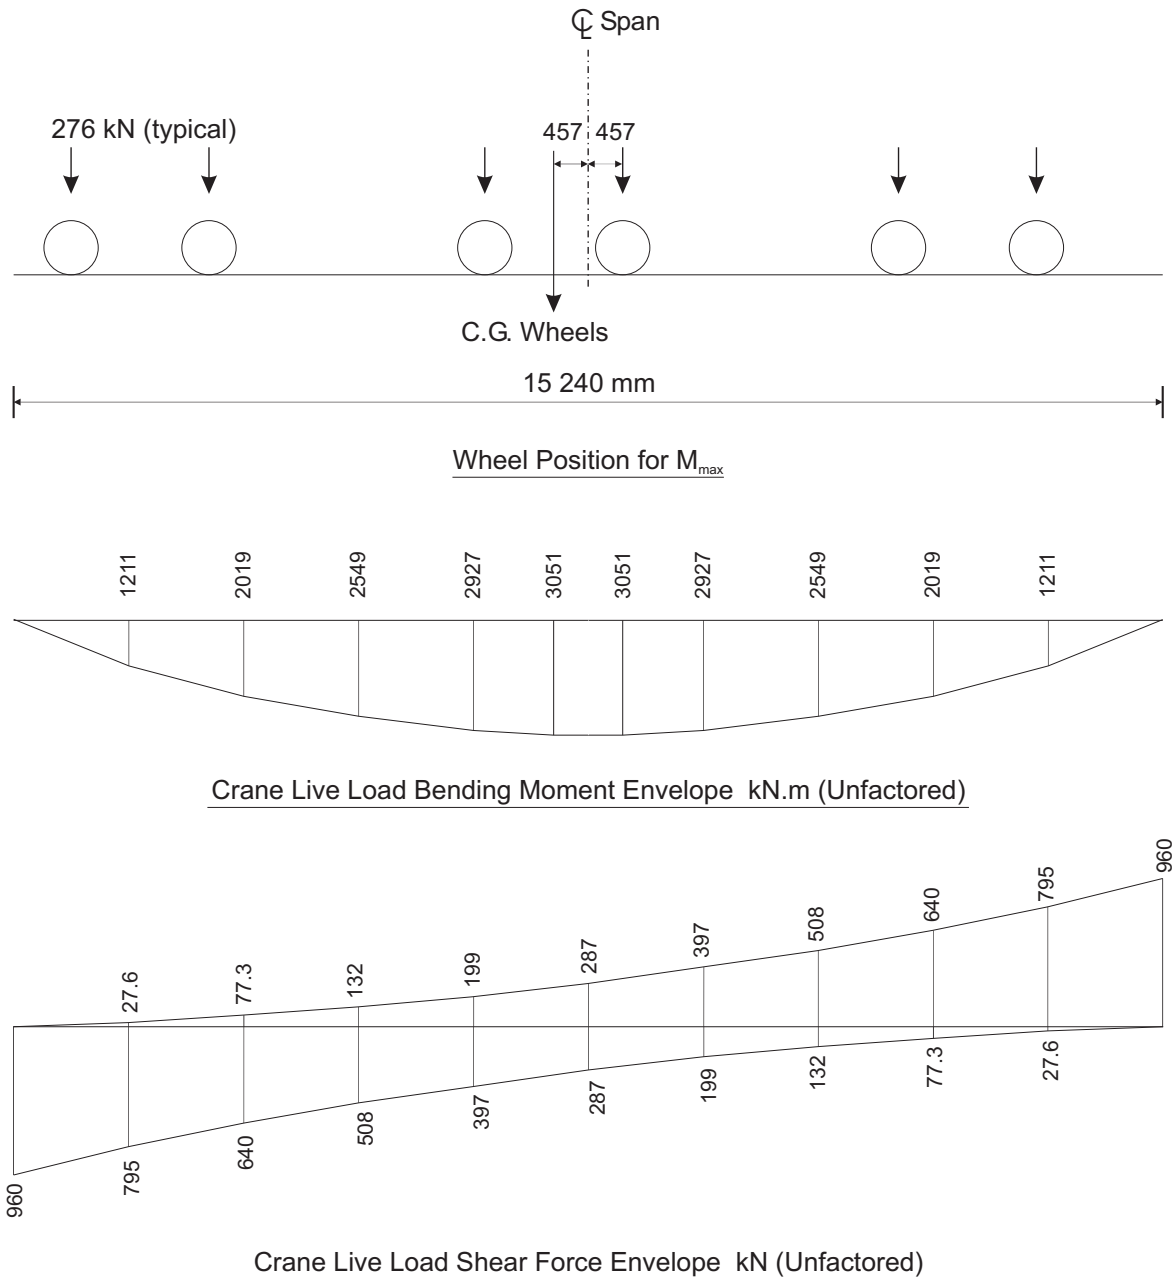 ℄ Span
276 kN (typical)
457 457
C.G. Wheels
15 240 mm
Wheel Position for Mmax
1211 2019 2549 2927 3051 3051 2927 2549 2019 1211
Crane Live Load Bending Moment Envelope kN.m (Unfactored)
27.6 77.3 132 199 287 397 508 640 795 960
960 795 640 508 397 287 199 132 77.3 27.6
Crane Live Load Shear Force Envelope kN (Unfactored)